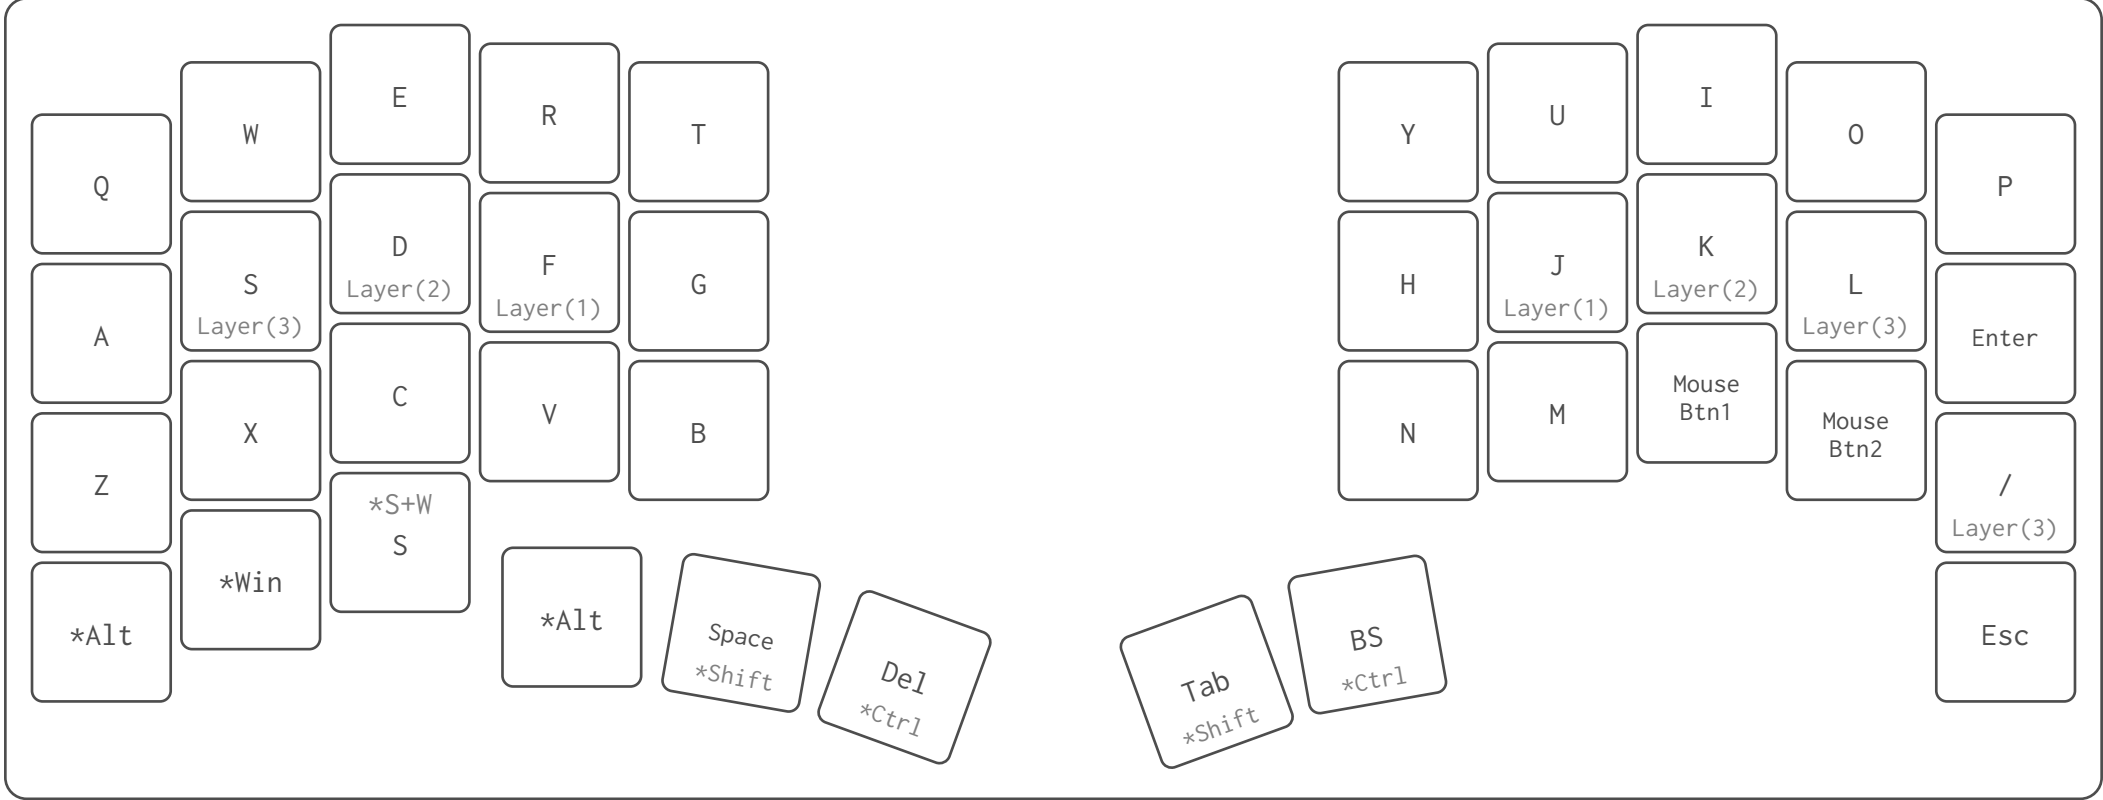 Q
W
E
R
T
Y
U
I
O
P
A
S
Layer(3)
D
Layer(2)
F
Layer(1)
G
H
J
Layer(1)
K
Layer(2)
L
Layer(3)
Enter
Z
X
C
V
B
N
M
Mouse
Btn1
Mouse
Btn2
/
Layer(3)
*Alt
*Win
*S+W
S
*Alt
Space
*Shift
Del
*Ctrl
Tab
*Shift
BS
*Ctrl
Esc